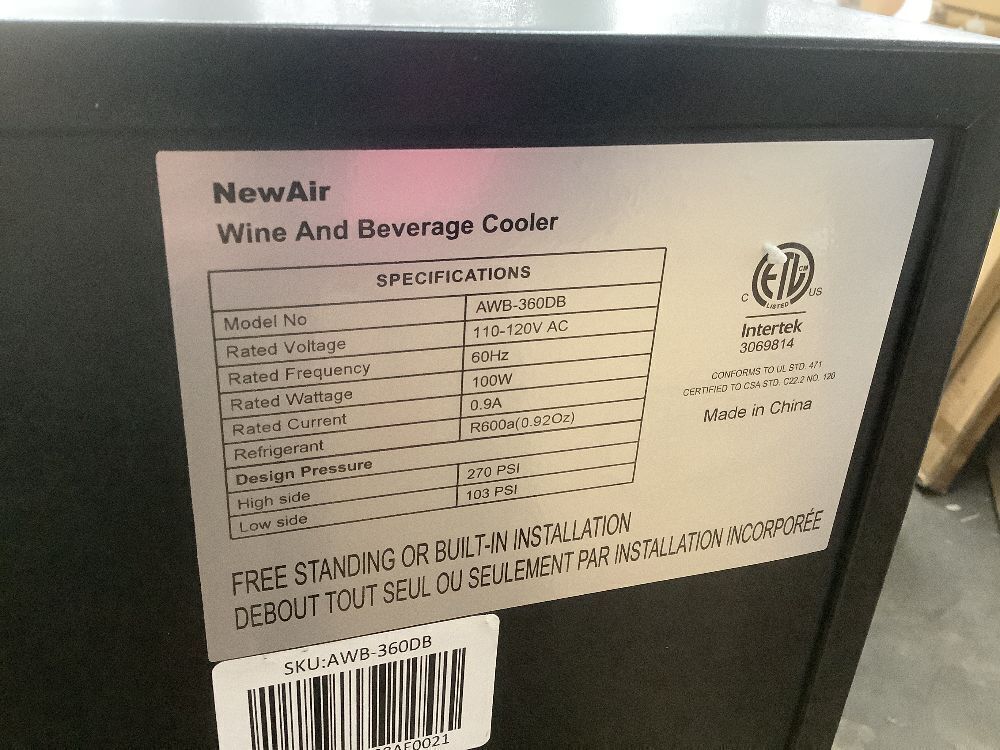 NewAir
Wine And Beverage Cooler
SPECIFICATIONS
Model No AWB-360DB
Rated Voltage 110-120V AC
Rated Frequency 60Hz
Rated Wattage 100W
Rated Current 0.9A
Refrigerant R600a(0.92Oz)
Design Pressure
High side 270 PSI
Low side 103 PSI
FREE STANDING OR BUILT-IN INSTALLATION
DEBOUT TOUT SEUL OU SEULEMENT PAR INSTALLATION INCORPORÉE
ETL CM
C LISTED US
Intertek
3069814
CONFORMS TO UL STD. 471
CERTIFIED TO CSA STD. C22.2 NO. 120
Made in China
SKU:AWB-360DB